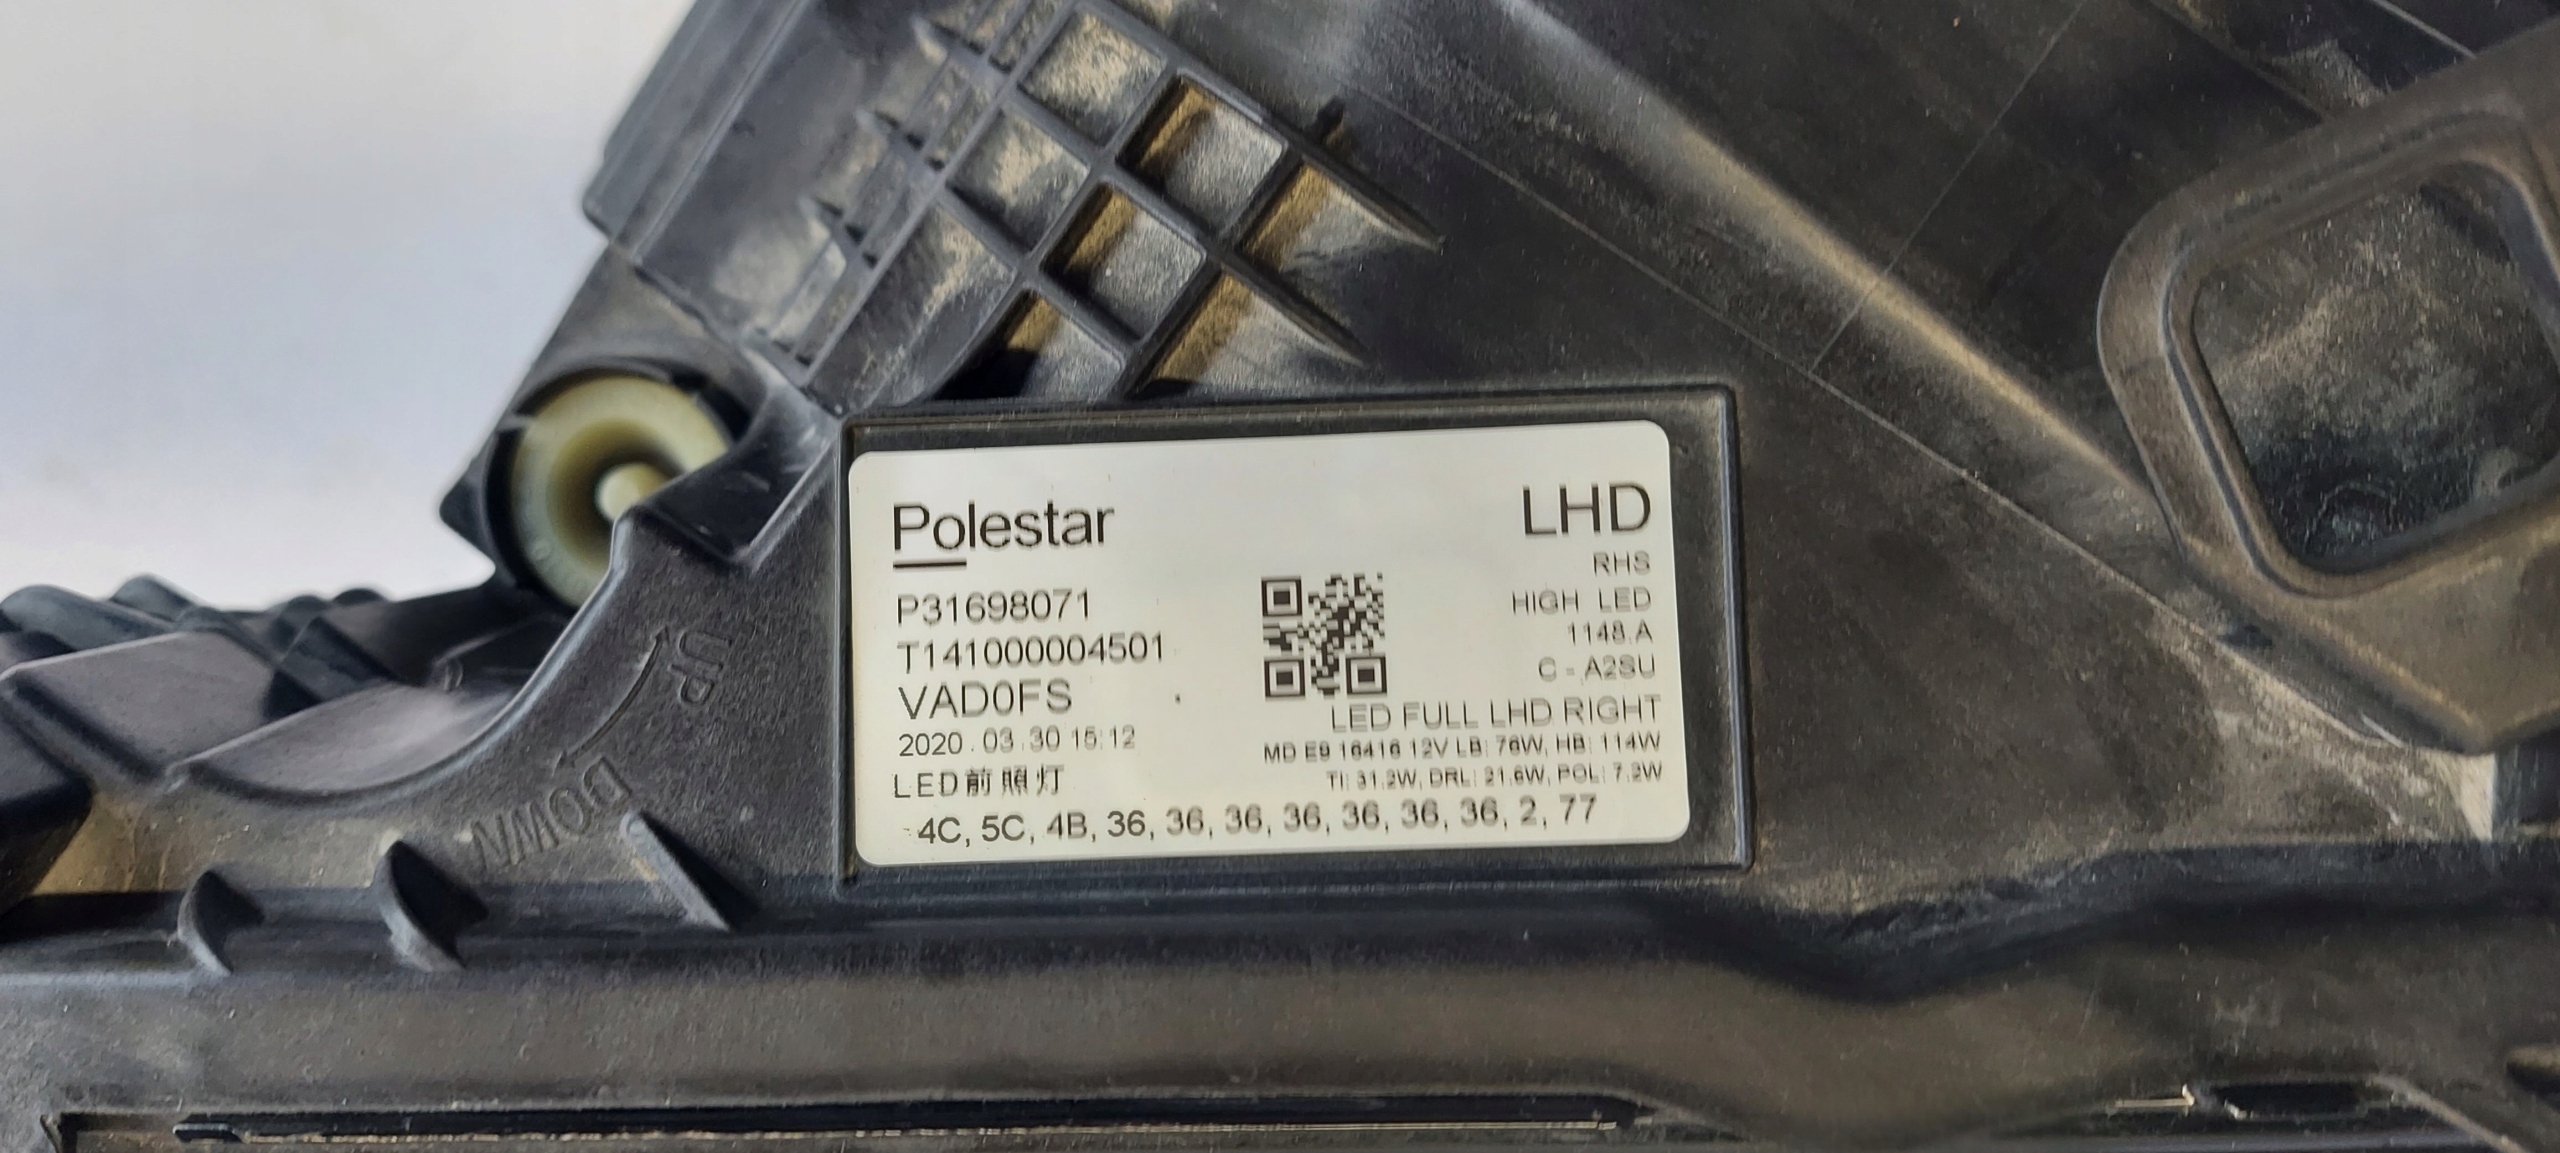 Polestar
LHD
RHS
P31698071
HIGH LED
T141000004501
1148.A
VAD0FS
C - A2SU
2020.03.30 15:12
LED FULL LHD RIGHT
MD E9 16416 12V LB: 76W, HB: 114W
LED前照灯
TI: 31.2W, DRL: 21.6W, POL: 7.2W
4C, 5C, 4B, 36, 36, 36, 36, 36, 36, 36, 2, 77
UP
DOWN